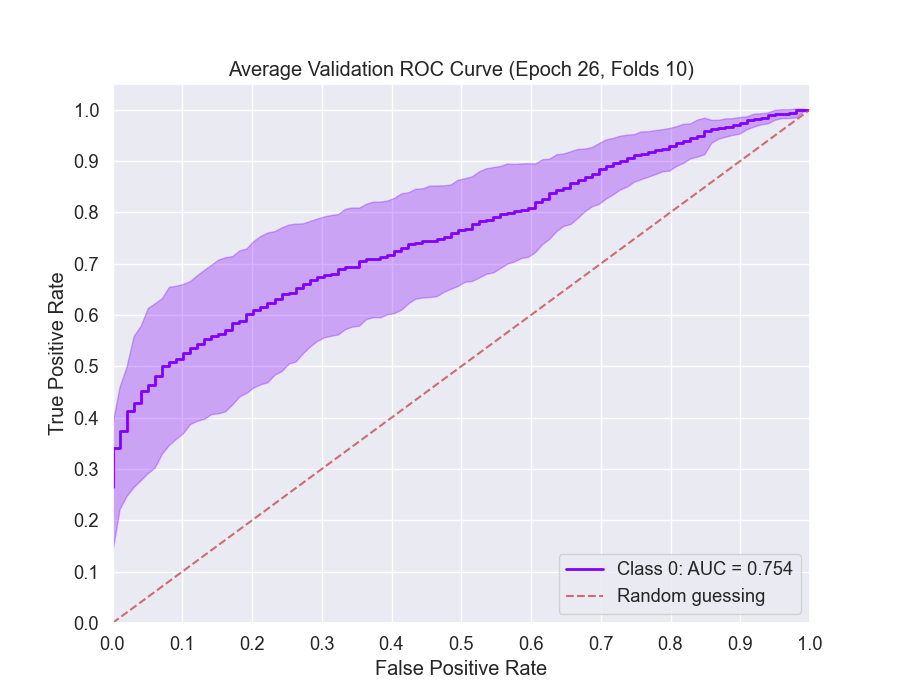 Average Validation ROC Curve (Epoch 26, Folds 10)
True Positive Rate
1.0
0.9
0.8
0.7
0.6
0.5
0.4
0.3
0.2
0.1
0.0
Class 0: AUC = 0.754
Random guessing
0.0 0.1 0.2 0.3 0.4 0.5 0.6 0.7 0.8 0.9 1.0
False Positive Rate